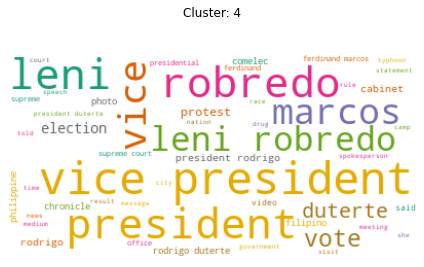 Cluster: 4
court
presidential
comelec
ferdinand marcos
typhoon
leni
vice
robredo
ferdinand
statement
supreme
speech
photo
race
rule
cabinet
president duterte
protest
marcos
told
election
nation
drug
camp
leni robredo
supreme court
president rodrigo
spokesperson
vice president
philippine
time
city
chronicle
result
message
video
duterte
said
president
filipino
news
medium
office
vote
meeting
she
rodrigo
rodrigo duterte
government
visit